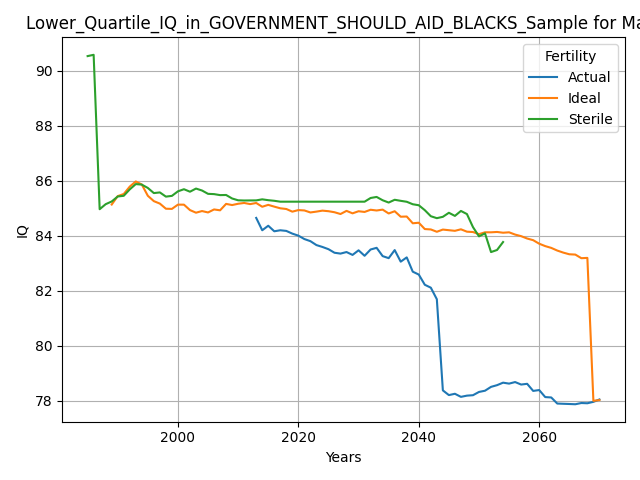 Lower_Quartile_IQ_in_GOVERNMENT_SHOULD_AID_BLACKS_Sample for Ma
Fertility
Actual
Ideal
Sterile
IQ
90
88
86
84
82
80
78
2000
2020
2040
2060
Years